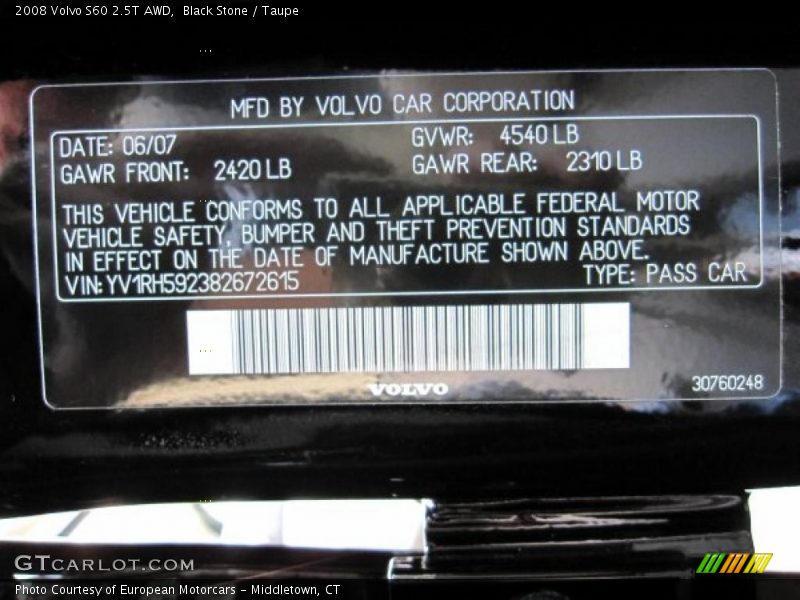 2008 Volvo S60 2.5T AWD, Black Stone / Taupe
MFD BY VOLVO CAR CORPORATION
DATE: 06/07 GVWR: 4540 LB
GAWR FRONT: 2420 LB GAWR REAR: 2310 LB
THIS VEHICLE CONFORMS TO ALL APPLICABLE FEDERAL MOTOR
VEHICLE SAFETY, BUMPER AND THEFT PREVENTION STANDARDS
IN EFFECT ON THE DATE OF MANUFACTURE SHOWN ABOVE.
VIN: YV1RH592382672615 TYPE: PASS CAR
VOLVO
30760248
GTCARLOT.COM
Photo Courtesy of European Motorcars - Middletown, CT